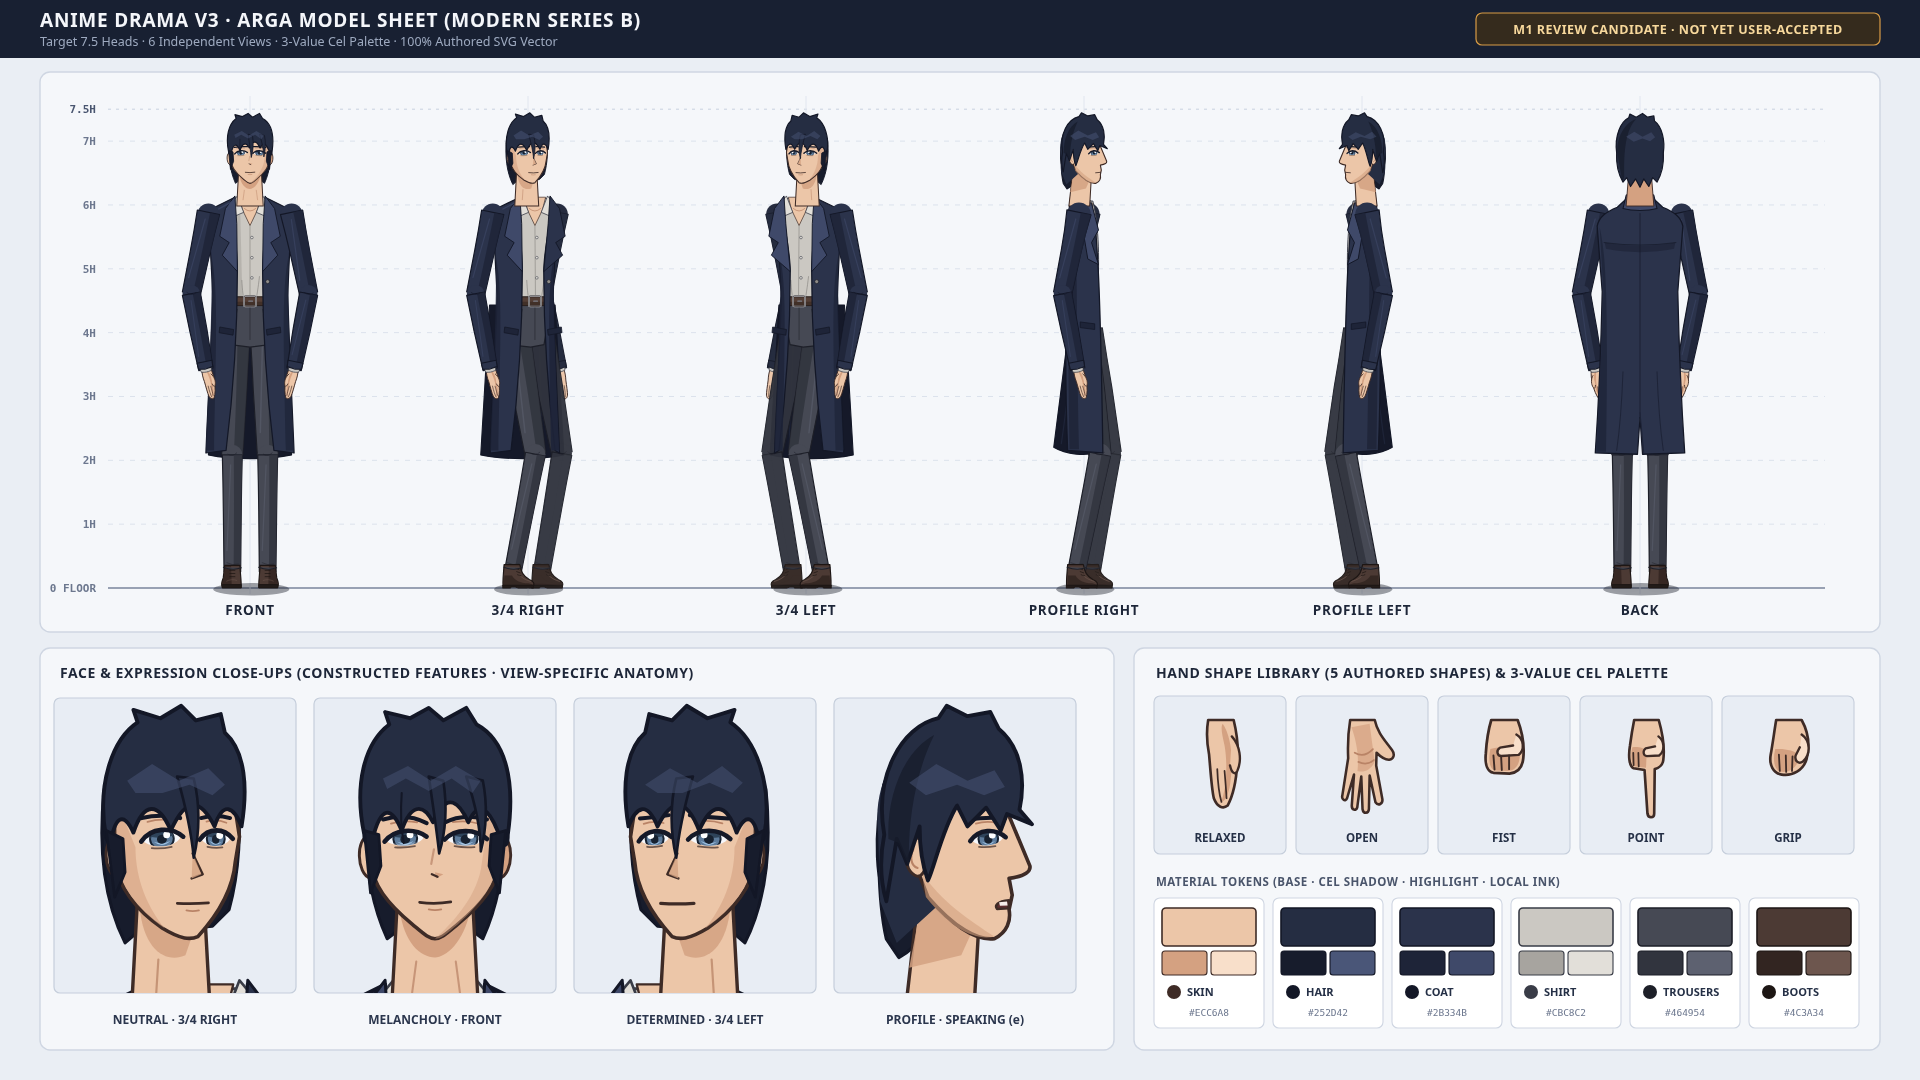 ANIME DRAMA V3 · ARGA MODEL SHEET (MODERN SERIES B)
Target 7.5 Heads · 6 Independent Views · 3-Value Cel Palette · 100% Authored SVG Vector
M1 REVIEW CANDIDATE · NOT YET USER-ACCEPTED
7.5H
7H
6H
5H
4H
3H
2H
1H
0 FLOOR
FRONT
3/4 RIGHT
3/4 LEFT
PROFILE RIGHT
PROFILE LEFT
BACK
FACE & EXPRESSION CLOSE-UPS (CONSTRUCTED FEATURES · VIEW-SPECIFIC ANATOMY)
NEUTRAL · 3/4 RIGHT
MELANCHOLY · FRONT
DETERMINED · 3/4 LEFT
PROFILE · SPEAKING (e)
HAND SHAPE LIBRARY (5 AUTHORED SHAPES) & 3-VALUE CEL PALETTE
RELAXED
OPEN
FIST
POINT
GRIP
MATERIAL TOKENS (BASE · CEL SHADOW · HIGHLIGHT · LOCAL INK)
SKIN
#ECC6A8
HAIR
#252D42
COAT
#2B334B
SHIRT
#CBC8C2
TROUSERS
#464954
BOOTS
#4C3A34